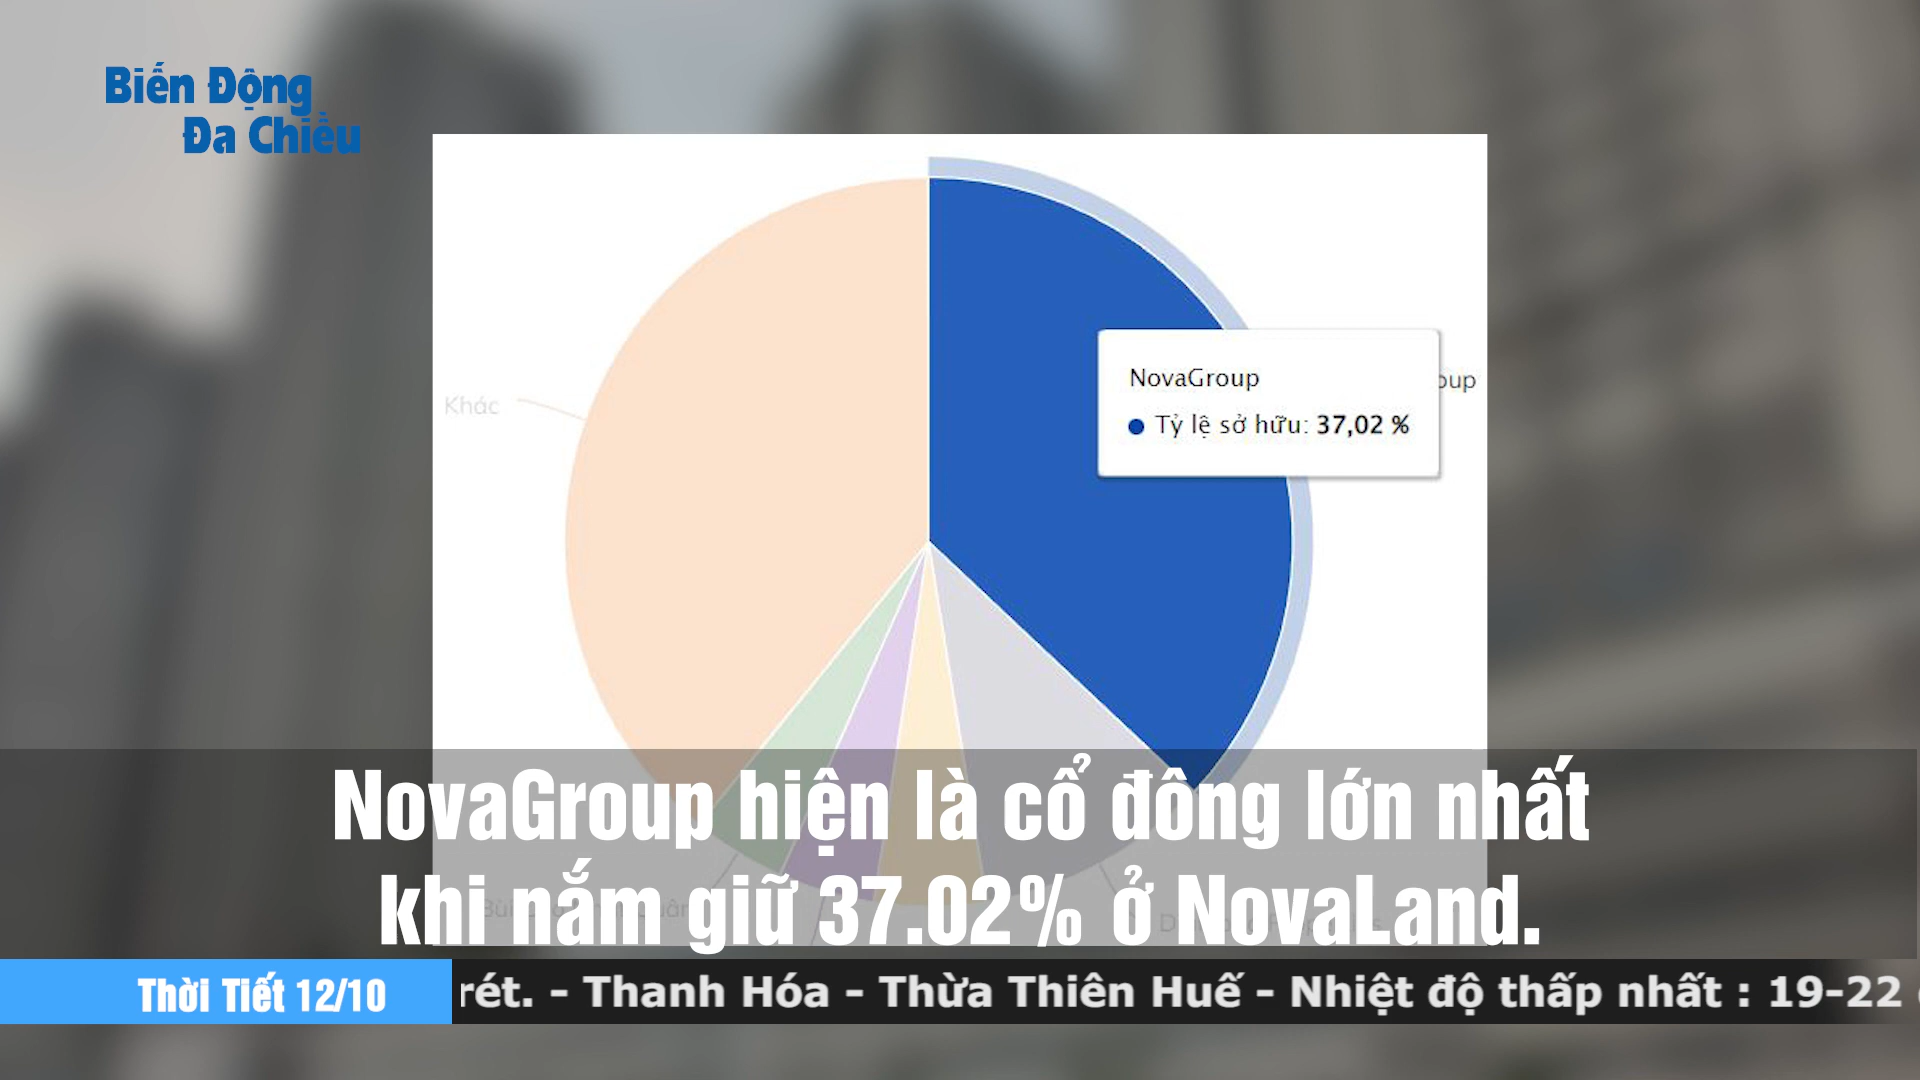 Biến Động
Đa Chiều
Khác
NovaGroup
Tỷ lệ sở hữu: 37,02 %
NovaGroup hiện là cổ đông lớn nhất
khi nắm giữ 37.02% ở NovaLand.
Thời Tiết 12/10
rét. - Thanh Hóa - Thừa Thiên Huế - Nhiệt độ thấp nhất : 19-22